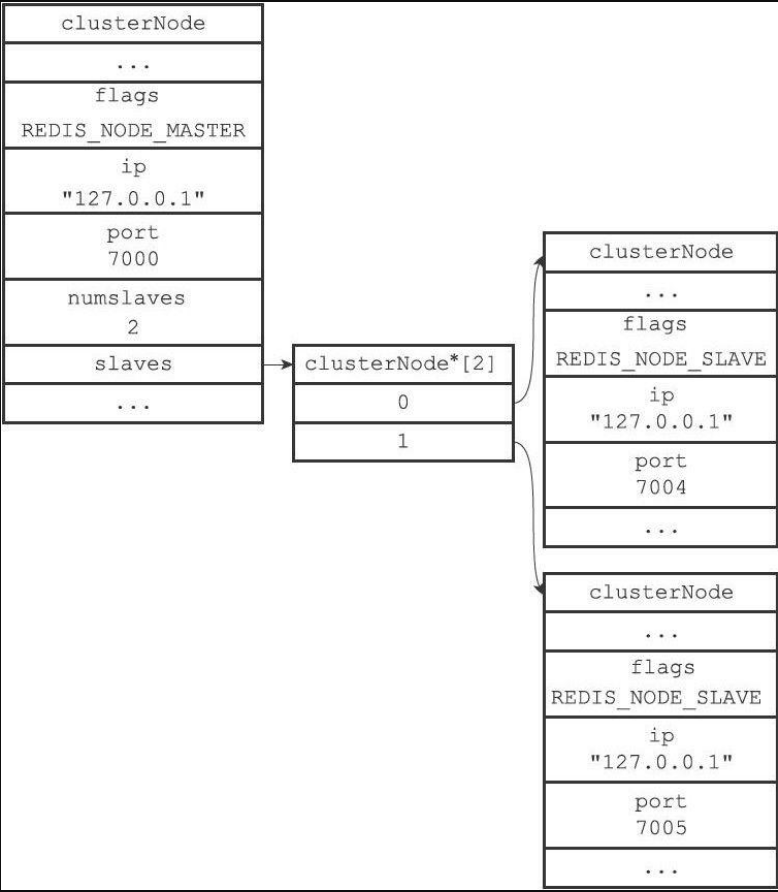 clusterNode
...
flags
REDIS_NODE_MASTER
ip
"127.0.0.1"
port
7000
numslaves
2
slaves
...
clusterNode*[2]
0
1
clusterNode
...
flags
REDIS_NODE_SLAVE
ip
"127.0.0.1"
port
7004
...
clusterNode
...
flags
REDIS_NODE_SLAVE
ip
"127.0.0.1"
port
7005
...